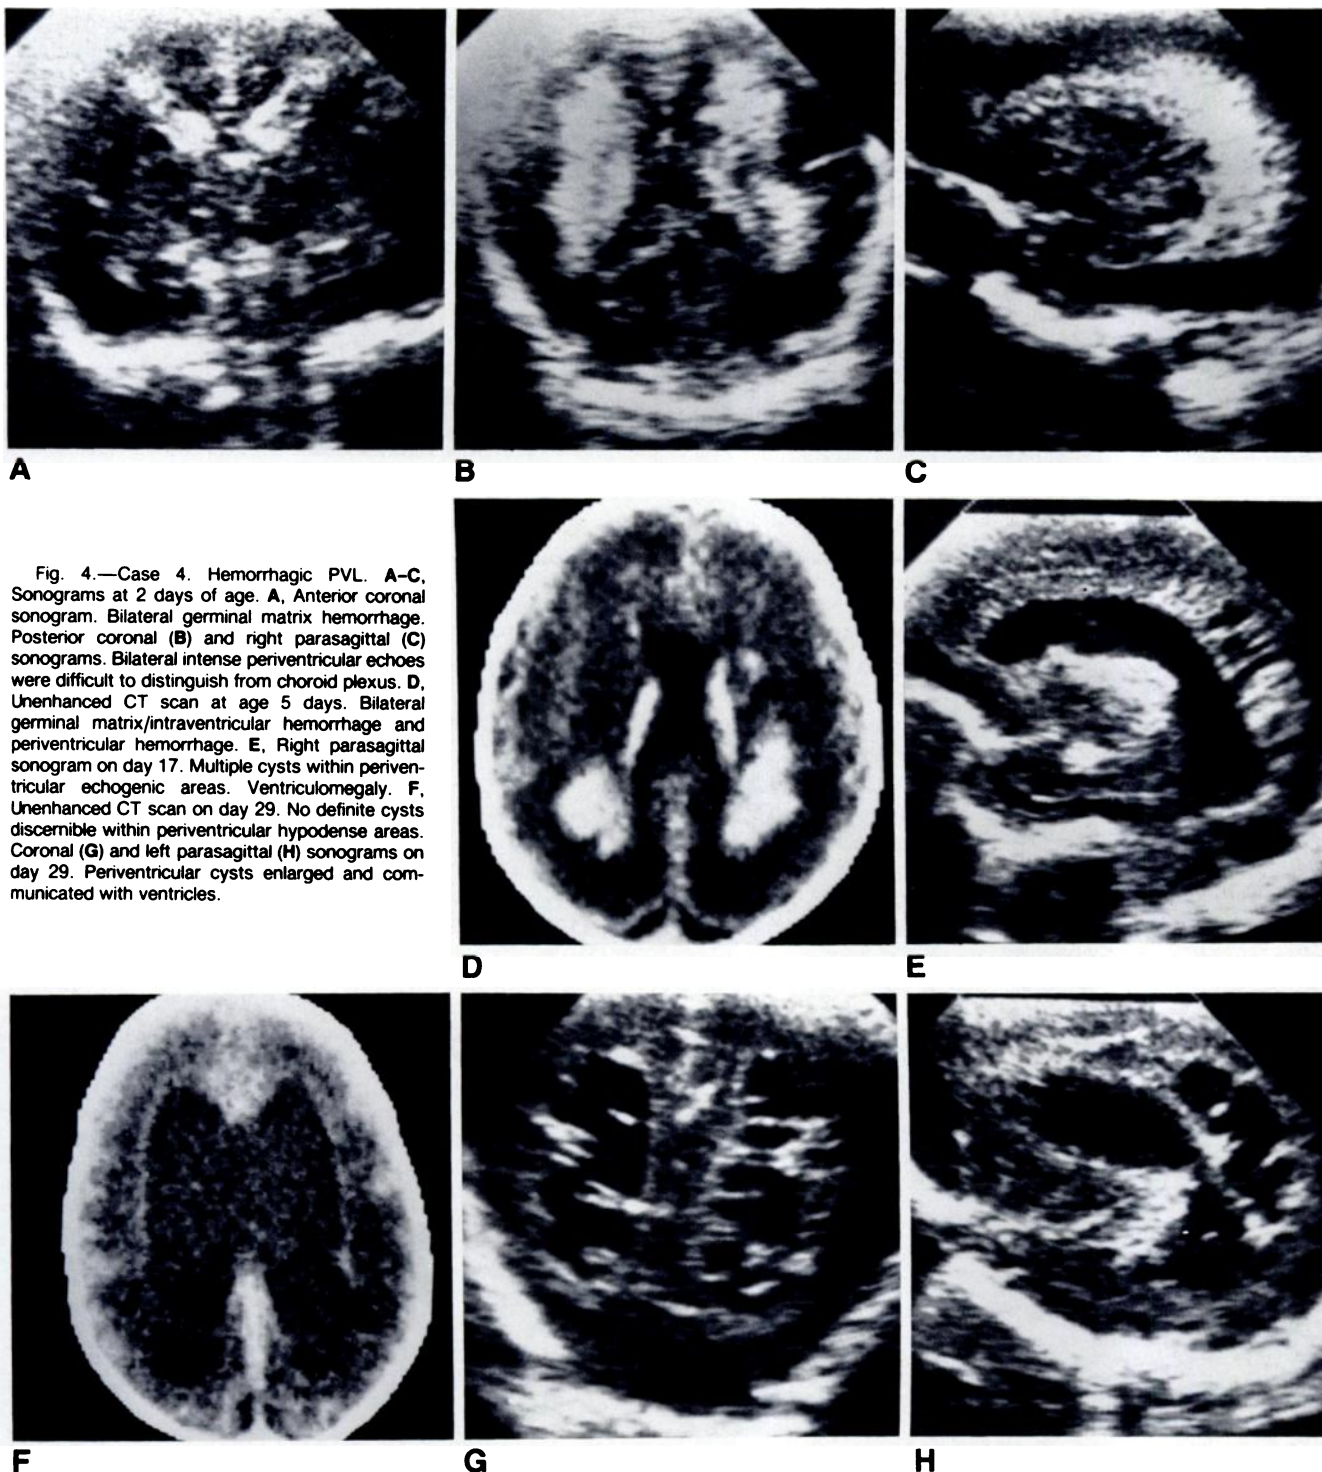 A
B
C
Fig. 4.—Case 4. Hemorrhagic PVL. A–C,
Sonograms at 2 days of age. A, Anterior coronal
sonogram. Bilateral germinal matrix hemorrhage.
Posterior coronal (B) and right parasagittal (C)
sonograms. Bilateral intense periventricular echoes
were difficult to distinguish from choroid plexus. D,
Unenhanced CT scan at age 5 days. Bilateral
germinal matrix/intraventricular hemorrhage and
periventricular hemorrhage. E, Right parasagittal
sonogram on day 17. Multiple cysts within periven-
tricular echogenic areas. Ventriculomegaly. F,
Unenhanced CT scan on day 29. No definite cysts
discernible within periventricular hypodense areas.
Coronal (G) and left parasagittal (H) sonograms on
day 29. Periventricular cysts enlarged and com-
municated with ventricles.
D
E
F
G
H